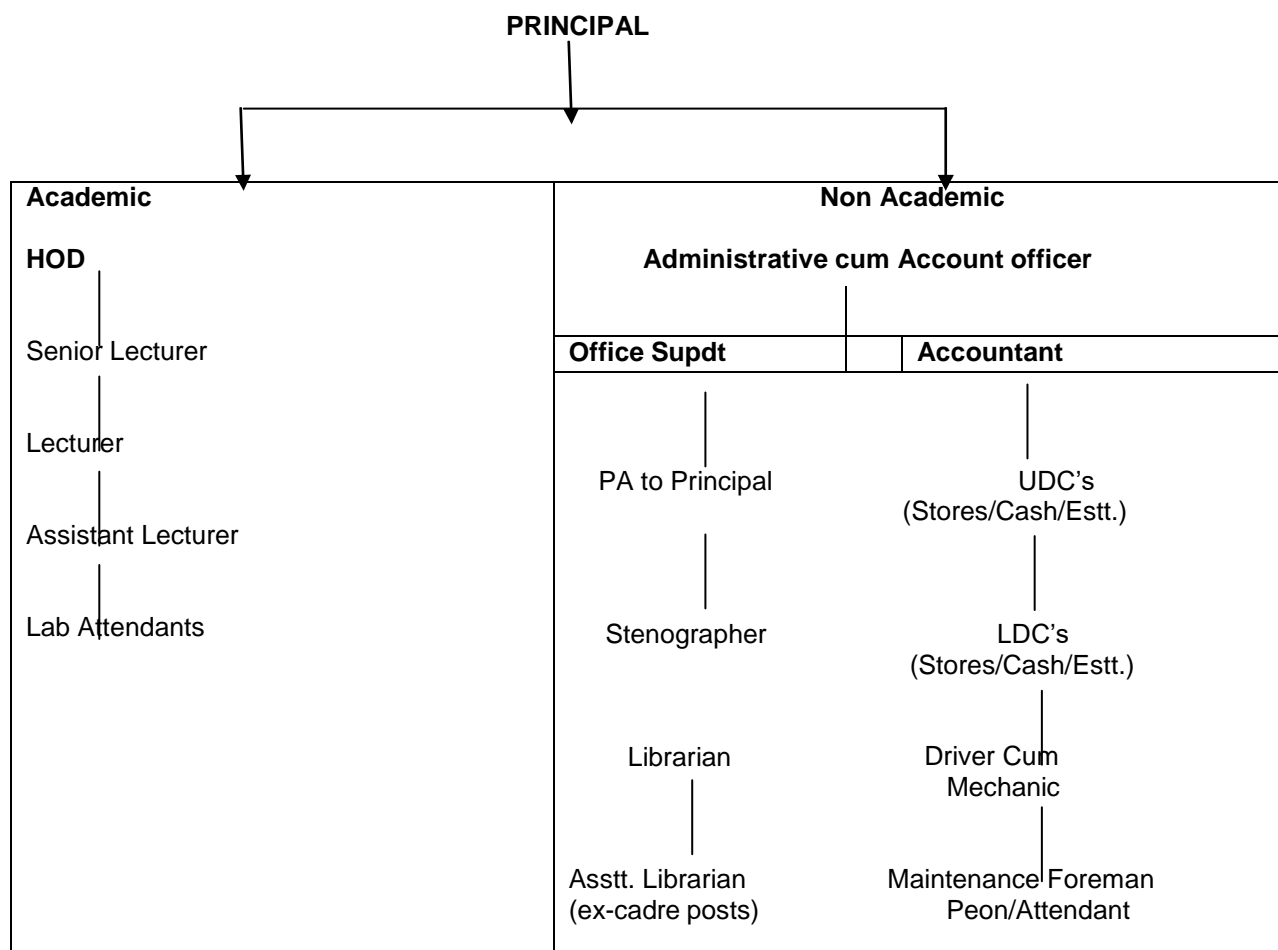 PRINCIPAL
Academic
HOD
Senior Lecturer
Lecturer
Assistant Lecturer
Lab Attendants
Non Academic
Administrative cum Account officer
Office Supdt
PA to Principal
Stenographer
Librarian
Asstt. Librarian
(ex-cadre posts)
Accountant
UDC’s
(Stores/Cash/Estt.)
LDC’s
(Stores/Cash/Estt.)
Driver Cum
Mechanic
Maintenance Foreman
Peon/Attendant